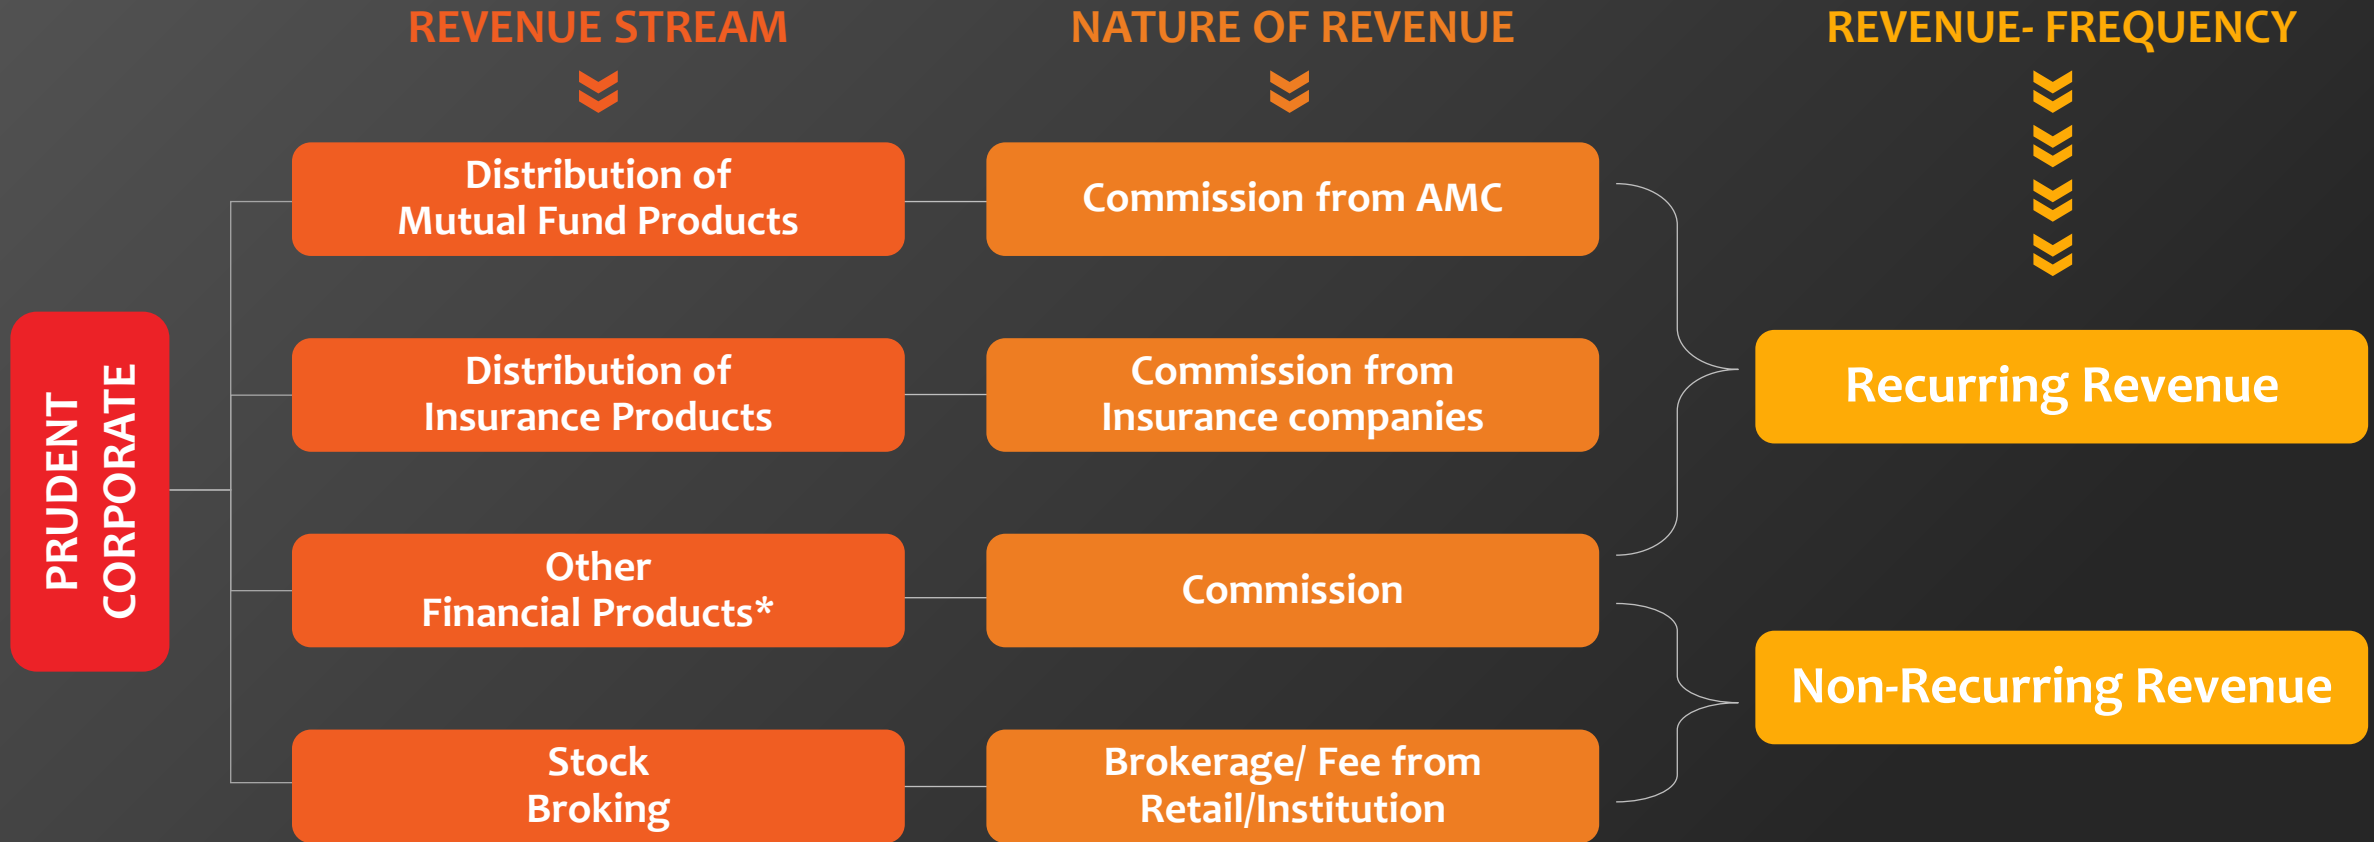 REVENUE STREAM
NATURE OF REVENUE
REVENUE- FREQUENCY
PRUDENT
CORPORATE
Distribution of
Mutual Fund Products
Commission from AMC
Distribution of
Insurance Products
Commission from
Insurance companies
Recurring Revenue
Other
Financial Products*
Commission
Non-Recurring Revenue
Stock
Broking
Brokerage/ Fee from
Retail/Institution